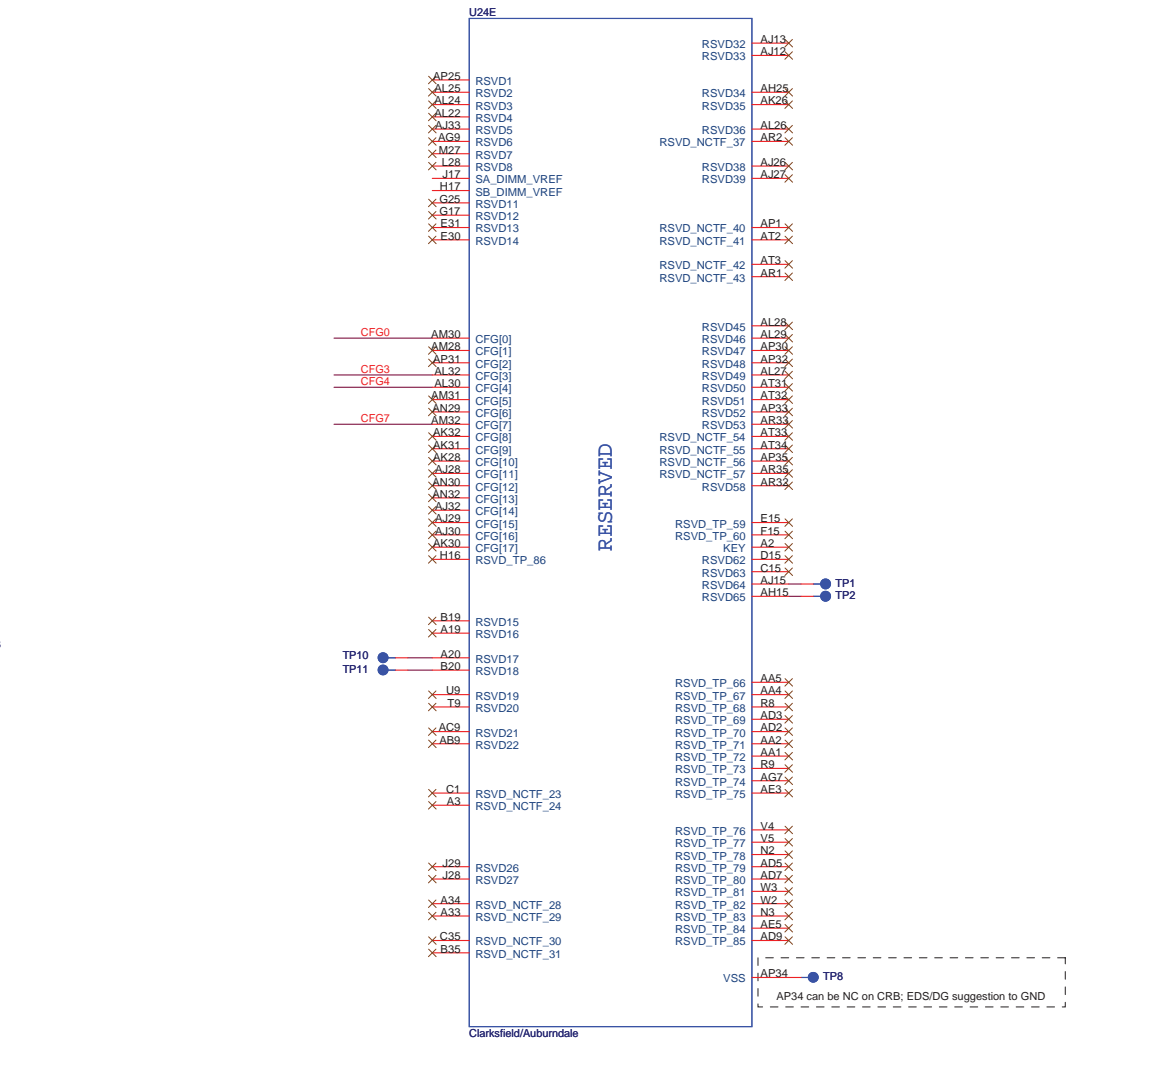 U24E
AP25 RSVD1
AL25 RSVD2
AL24 RSVD3
AL22 RSVD4
AJ33 RSVD5
AG9 RSVD6
M27 RSVD7
L28 RSVD8
J17 SA_DIMM_VREF
H17 SB_DIMM_VREF
G25 RSVD11
G17 RSVD12
E31 RSVD13
E30 RSVD14
CFG0 AM30 CFG[0]
AM28 CFG[1]
AP31 CFG[2]
CFG3 AL32 CFG[3]
CFG4 AL30 CFG[4]
AM31 CFG[5]
AN29 CFG[6]
CFG7 AM32 CFG[7]
AK32 CFG[8]
AK31 CFG[9]
AK28 CFG[10]
AJ28 CFG[11]
AN30 CFG[12]
AN32 CFG[13]
AJ32 CFG[14]
AJ29 CFG[15]
AJ30 CFG[16]
AK30 CFG[17]
H16 RSVD_TP_86
B19 RSVD15
A19 RSVD16
TP10 A20 RSVD17
TP11 B20 RSVD18
U9 RSVD19
T9 RSVD20
AC9 RSVD21
AB9 RSVD22
C1 RSVD_NCTF_23
A3 RSVD_NCTF_24
J29 RSVD26
J28 RSVD27
A34 RSVD_NCTF_28
A33 RSVD_NCTF_29
C35 RSVD_NCTF_30
B35 RSVD_NCTF_31
RESERVED
RSVD32 AJ13
RSVD33 AJ12
RSVD34 AH25
RSVD35 AK26
RSVD36 AL26
RSVD_NCTF_37 AR2
RSVD38 AJ26
RSVD39 AJ27
RSVD_NCTF_40 AP1
RSVD_NCTF_41 AT2
RSVD_NCTF_42 AT3
RSVD_NCTF_43 AR1
RSVD45 AL28
RSVD46 AL29
RSVD47 AP30
RSVD48 AP32
RSVD49 AL27
RSVD50 AT31
RSVD51 AT32
RSVD52 AP33
RSVD53 AR33
RSVD_NCTF_54 AT33
RSVD_NCTF_55 AT34
RSVD_NCTF_56 AP35
RSVD_NCTF_57 AR35
RSVD58 AR32
RSVD_TP_59 E15
RSVD_TP_60 F15
KEY A2
RSVD62 D15
RSVD63 C15
RSVD64 AJ15 TP1
RSVD65 AH15 TP2
RSVD_TP_66 AA5
RSVD_TP_67 AA4
RSVD_TP_68 R8
RSVD_TP_69 AD3
RSVD_TP_70 AD2
RSVD_TP_71 AA2
RSVD_TP_72 AA1
RSVD_TP_73 R9
RSVD_TP_74 AG7
RSVD_TP_75 AE3
RSVD_TP_76 V4
RSVD_TP_77 V5
RSVD_TP_78 N2
RSVD_TP_79 AD5
RSVD_TP_80 AD7
RSVD_TP_81 W3
RSVD_TP_82 W2
RSVD_TP_83 N3
RSVD_TP_84 AE5
RSVD_TP_85 AD9
VSS AP34 TP8
AP34 can be NC on CRB; EDS/DG suggestion to GND
Clarksfield/Auburndale